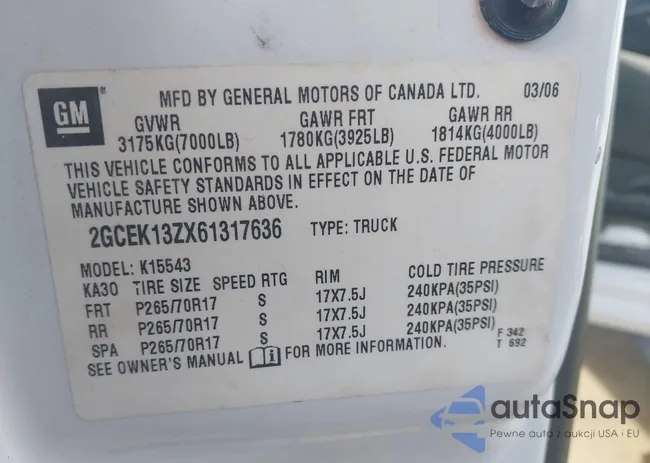 GM ®
MFD BY GENERAL MOTORS OF CANADA LTD. 03/06
GVWR GAWR FRT GAWR RR
3175KG(7000LB) 1780KG(3925LB) 1814KG(4000LB)
THIS VEHICLE CONFORMS TO ALL APPLICABLE U.S. FEDERAL MOTOR
VEHICLE SAFETY STANDARDS IN EFFECT ON THE DATE OF
MANUFACTURE SHOWN ABOVE.
2GCEK13ZX61317636 TYPE: TRUCK
MODEL: K15543
KA30 TIRE SIZE SPEED RTG RIM COLD TIRE PRESSURE
FRT P265/70R17 S 17X7.5J 240KPA(35PSI)
RR P265/70R17 S 17X7.5J 240KPA(35PSI)
SPA P265/70R17 S 17X7.5J 240KPA(35PSI)
F 342
T 692
SEE OWNER'S MANUAL i FOR MORE INFORMATION.
autoSnap
Pewne auta z aukcji USA i EU